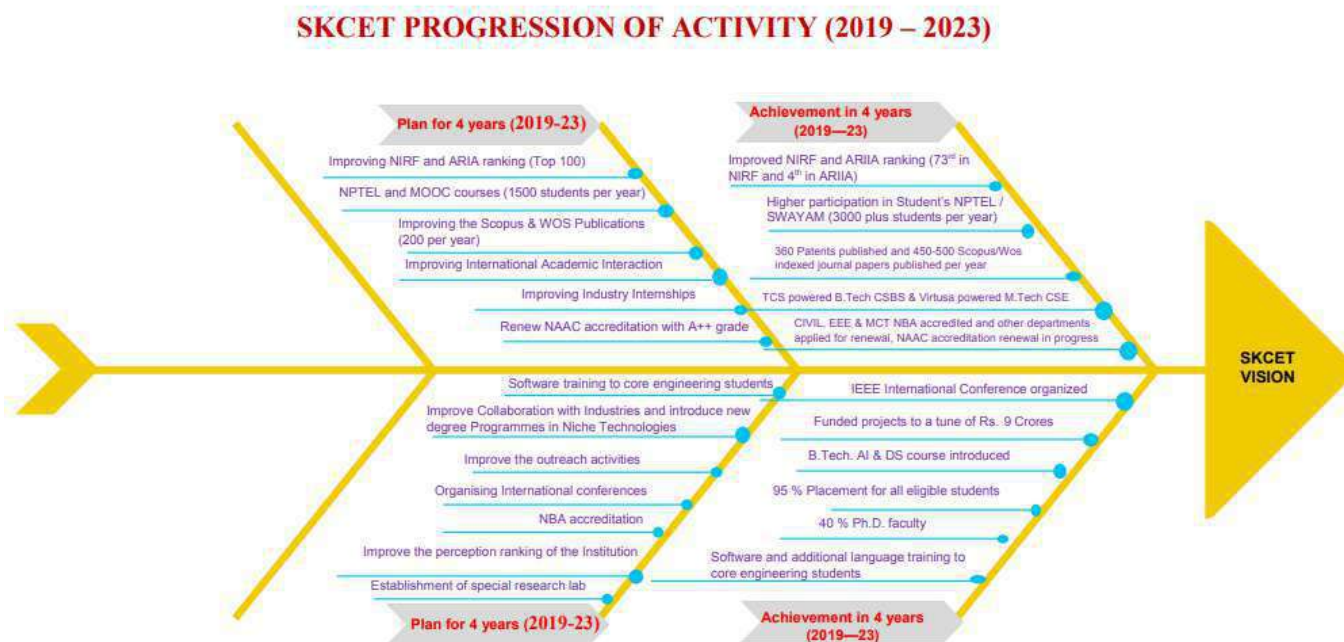 SKCET PROGRESSION OF ACTIVITY (2019 – 2023)
Plan for 4 years (2019-23)
Improving NIRF and ARIA ranking (Top 100)
NPTEL and MOOC courses (1500 students per year)
Improving the Scopus & WOS Publications
(200 per year)
Improving International Academic Interaction
Improving Industry Internships
Renew NAAC accreditation with A++ grade
Achievement in 4 years
(2019—23)
Improved NIRF and ARIIA ranking (73rd in
NIRF and 4th in ARIIA)
Higher participation in Student's NPTEL /
SWAYAM (3000 plus students per year)
360 Patents published and 450-500 Scopus/Wos
indexed journal papers published per year
TCS powered B.Tech CSBS & Virtusa powered M.Tech CSE
CIVIL, EEE & MCT NBA accredited and other departments
applied for renewal, NAAC accreditation renewal in progress
SKCET
VISION
Software training to core engineering students
Improve Collaboration with Industries and introduce new
degree Programmes in Niche Technologies
Improve the outreach activities
Organising International conferences
NBA accreditation
Improve the perception ranking of the Institution
Establishment of special research lab
Plan for 4 years (2019-23)
IEEE International Conference organized
Funded projects to a tune of Rs. 9 Crores
B.Tech. AI & DS course introduced
95 % Placement for all eligible students
40 % Ph.D. faculty
Software and additional language training to
core engineering students
Achievement in 4 years
(2019—23)